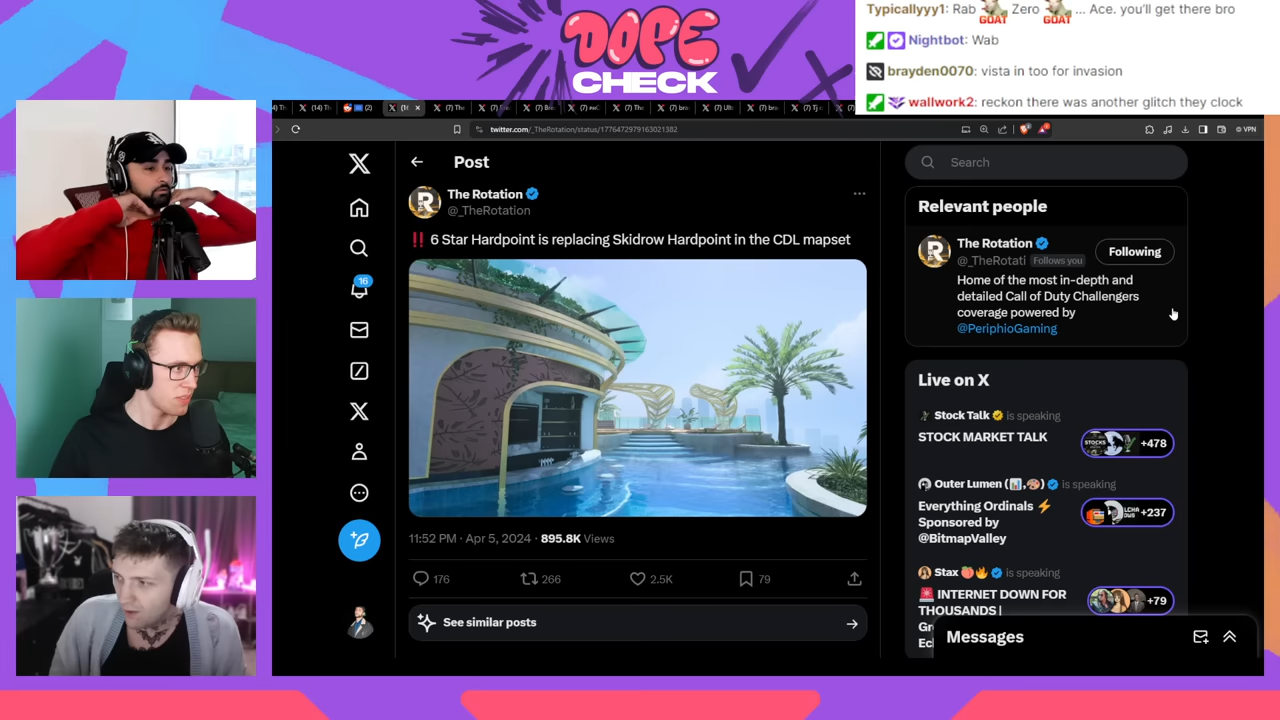 DOPE
CHECK
Typicallyyy1: Rab GOAT Zero GOAT ... Ace. you'll get there bro
Nightbot: Wab
brayden0070: vista in too for invasion
wallwork2: reckon there was another glitch they clock
twitter.com/_TheRotation/status/1776472979163021382
VPN
Post
The Rotation
@_TheRotation
‼️ 6 Star Hardpoint is replacing Skidrow Hardpoint in the CDL mapset
11:52 PM · Apr 5, 2024 · 895.8K Views
176
266
2.5K
79
See similar posts
16
Search
Relevant people
The Rotation
@_TheRotati Follows you
Following
Home of the most in-depth and
detailed Call of Duty Challengers
coverage powered by
@PeriphioGaming
Live on X
Stock Talk is speaking
STOCK MARKET TALK
+478
Outer Lumen is speaking
Everything Ordinals ⚡
Sponsored by
@BitmapValley
+237
Stax 🍑🔥 is speaking
🚨 INTERNET DOWN FOR
THOUSANDS |
+79
Messages